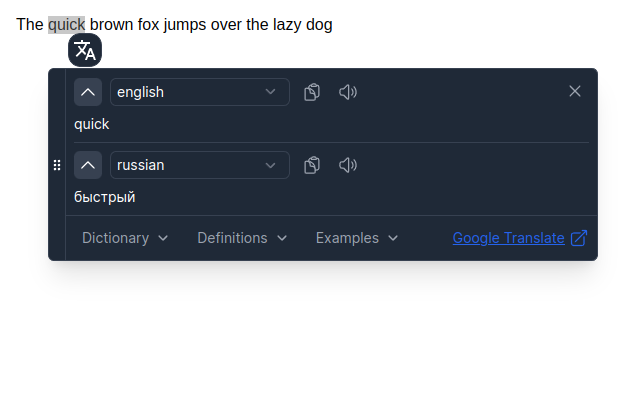 The quick brown fox jumps over the lazy dog
english
quick
russian
быстрый
Dictionary Definitions Examples Google Translate